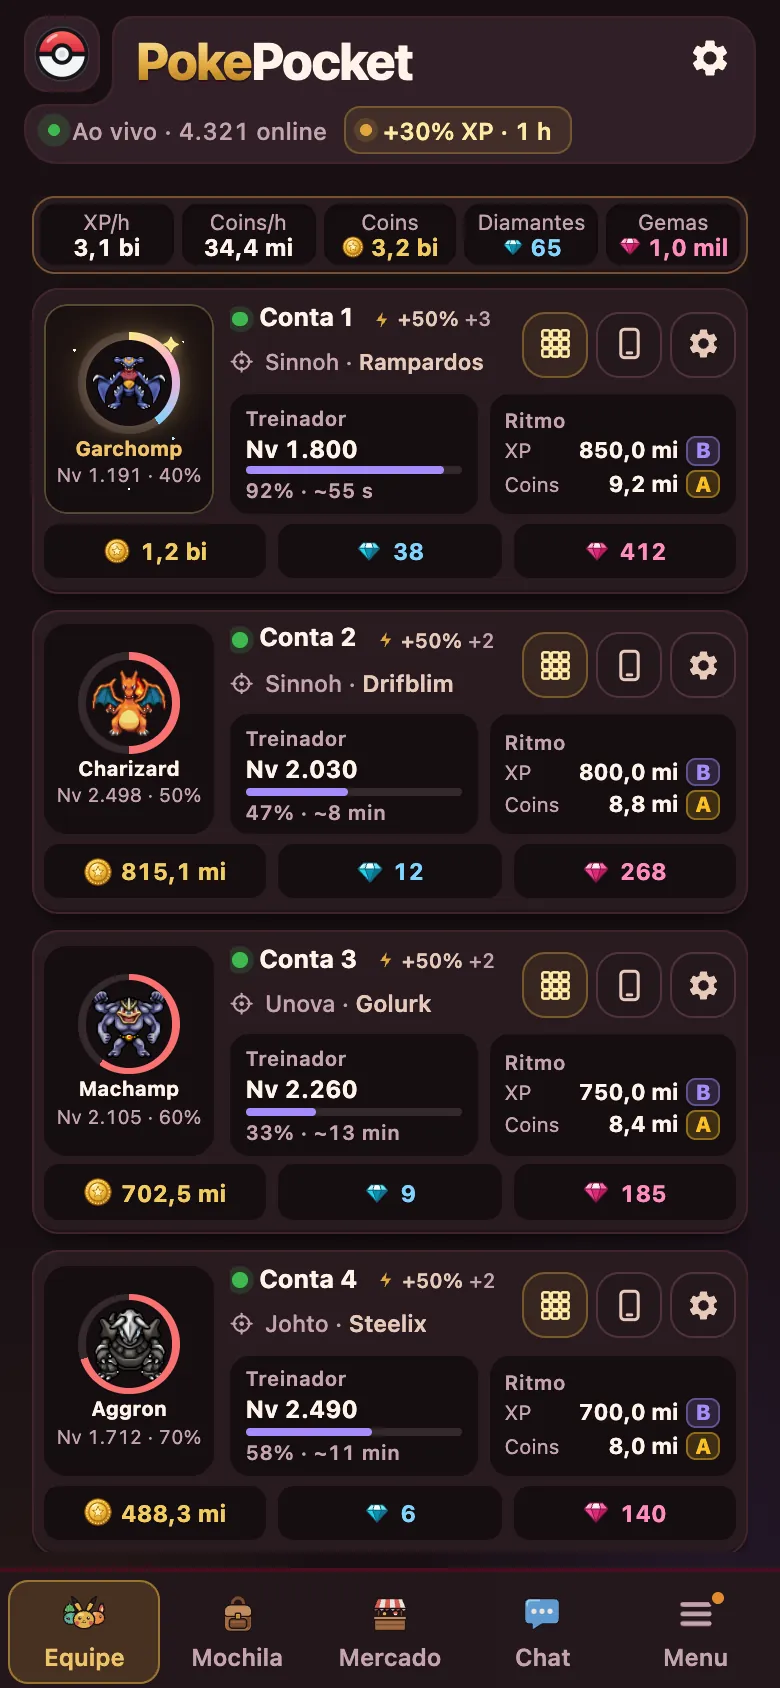 PokePocket
Ao vivo · 4.321 online
+30% XP · 1 h
XP/h
3,1 bi
Coins/h
34,4 mi
Coins
3,2 bi
Diamantes
65
Gemas
1,0 mil
Conta 1
+50% +3
Sinnoh · Rampardos
Garchomp
Nv 1.191 · 40%
Treinador
Nv 1.800
92% · ~55 s
Ritmo
XP 850,0 mi B
Coins 9,2 mi A
1,2 bi
38
412
Conta 2
+50% +2
Sinnoh · Drifblim
Charizard
Nv 2.498 · 50%
Treinador
Nv 2.030
47% · ~8 min
Ritmo
XP 800,0 mi B
Coins 8,8 mi A
815,1 mi
12
268
Conta 3
+50% +2
Unova · Golurk
Machamp
Nv 2.105 · 60%
Treinador
Nv 2.260
33% · ~13 min
Ritmo
XP 750,0 mi B
Coins 8,4 mi A
702,5 mi
9
185
Conta 4
+50% +2
Johto · Steelix
Aggron
Nv 1.712 · 70%
Treinador
Nv 2.490
58% · ~11 min
Ritmo
XP 700,0 mi B
Coins 8,0 mi A
488,3 mi
6
140
Equipe
Mochila
Mercado
Chat
Menu